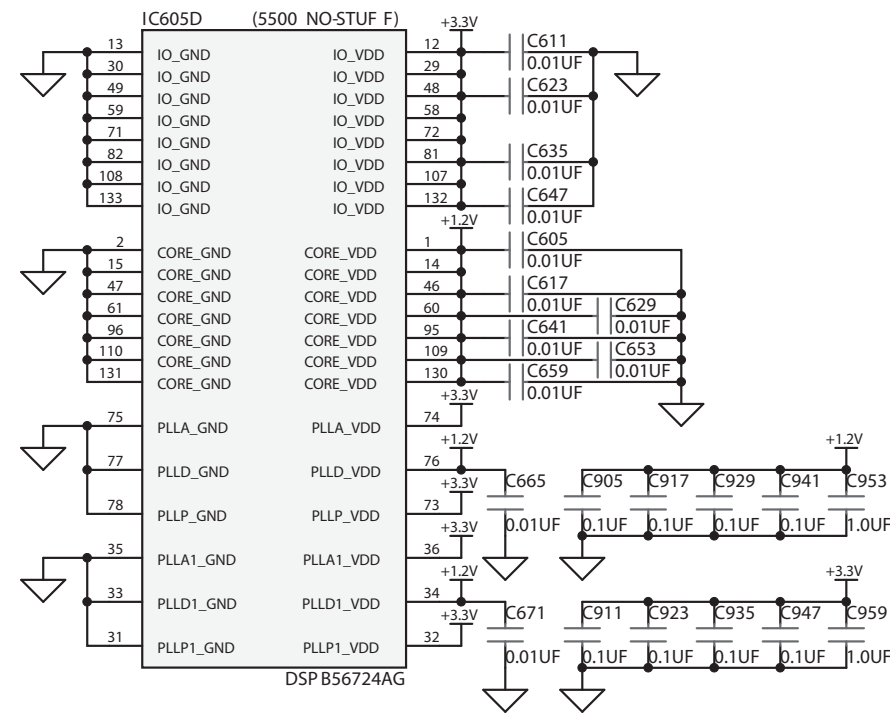 IC605D (5500 NO-STUF F)
+3.3V
13 IO_GND IO_VDD 12 C611
0.01UF
30 IO_GND IO_VDD 29
49 IO_GND IO_VDD 48 C623
0.01UF
59 IO_GND IO_VDD 58
71 IO_GND IO_VDD 72
82 IO_GND IO_VDD 81 C635
0.01UF
108 IO_GND IO_VDD 107
133 IO_GND IO_VDD 132 C647
0.01UF
+1.2V
2 CORE_GND CORE_VDD 1 C605
0.01UF
15 CORE_GND CORE_VDD 14
47 CORE_GND CORE_VDD 46 C617
0.01UF
61 CORE_GND CORE_VDD 60 C629
0.01UF
96 CORE_GND CORE_VDD 95 C641
0.01UF
110 CORE_GND CORE_VDD 109 C653
0.01UF
131 CORE_GND CORE_VDD 130 C659
0.01UF
+3.3V
75 PLLA_GND PLLA_VDD 74
+1.2V +1.2V
77 PLLD_GND PLLD_VDD 76 C665 C905 C917 C929 C941 C953
+3.3V
78 PLLP_GND PLLP_VDD 73 0.01UF 0.1UF 0.1UF 0.1UF 0.1UF 1.0UF
+3.3V
35 PLLA1_GND PLLA1_VDD 36
+1.2V +3.3V
33 PLLD1_GND PLLD1_VDD 34 C671 C911 C923 C935 C947 C959
+3.3V
31 PLLP1_GND PLLP1_VDD 32 0.01UF 0.1UF 0.1UF 0.1UF 0.1UF 1.0UF
DSP B56724AG